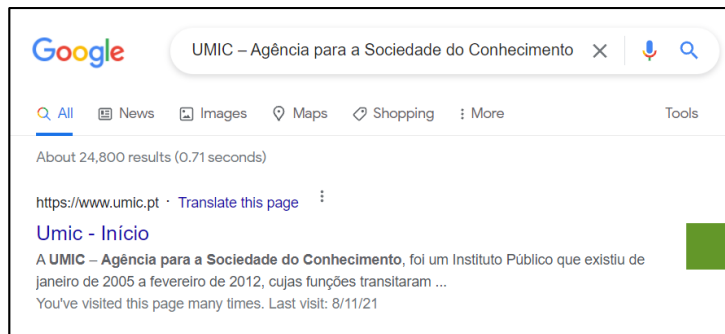 Google
UMIC – Agência para a Sociedade do Conhecimento
All News Images Maps Shopping More Tools
About 24,800 results (0.71 seconds)
https://www.umic.pt · Translate this page
Umic - Início
A UMIC – Agência para a Sociedade do Conhecimento, foi um Instituto Público que existiu de
janeiro de 2005 a fevereiro de 2012, cujas funções transitaram ...
You've visited this page many times. Last visit: 8/11/21